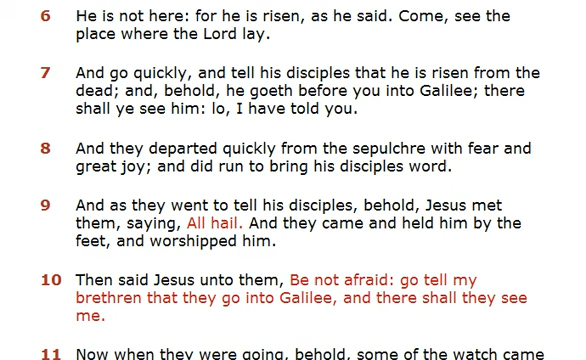 6 He is not here: for he is risen, as he said. Come, see the
place where the Lord lay.
7 And go quickly, and tell his disciples that he is risen from the
dead; and, behold, he goeth before you into Galilee; there
shall ye see him: lo, I have told you.
8 And they departed quickly from the sepulchre with fear and
great joy; and did run to bring his disciples word.
9 And as they went to tell his disciples, behold, Jesus met
them, saying, All hail. And they came and held him by the
feet, and worshipped him.
10 Then said Jesus unto them, Be not afraid: go tell my
brethren that they go into Galilee, and there shall they see
me.
11 Now when they were going, behold, some of the watch came